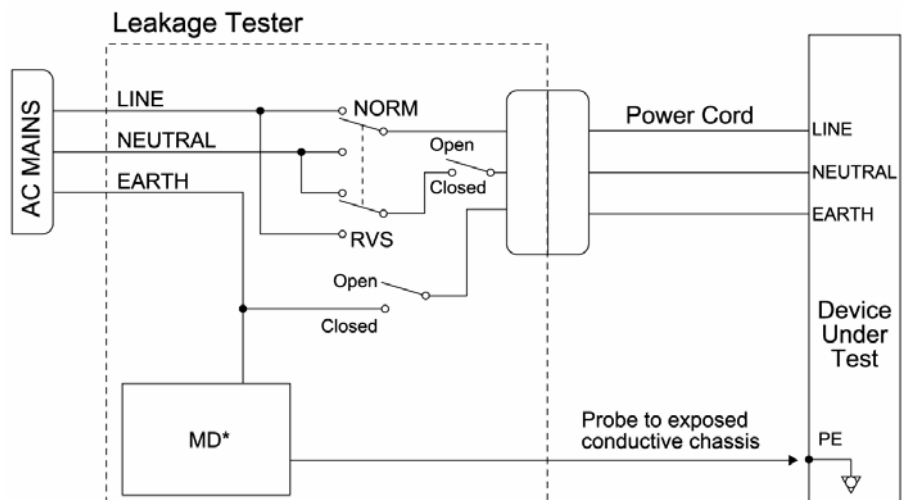 Leakage Tester
AC MAINS
LINE
NEUTRAL
EARTH
NORM
RVS
Open
Closed
Open
Closed
MD*
Power Cord
LINE
NEUTRAL
EARTH
Device
Under
Test
Probe to exposed
conductive chassis
PE